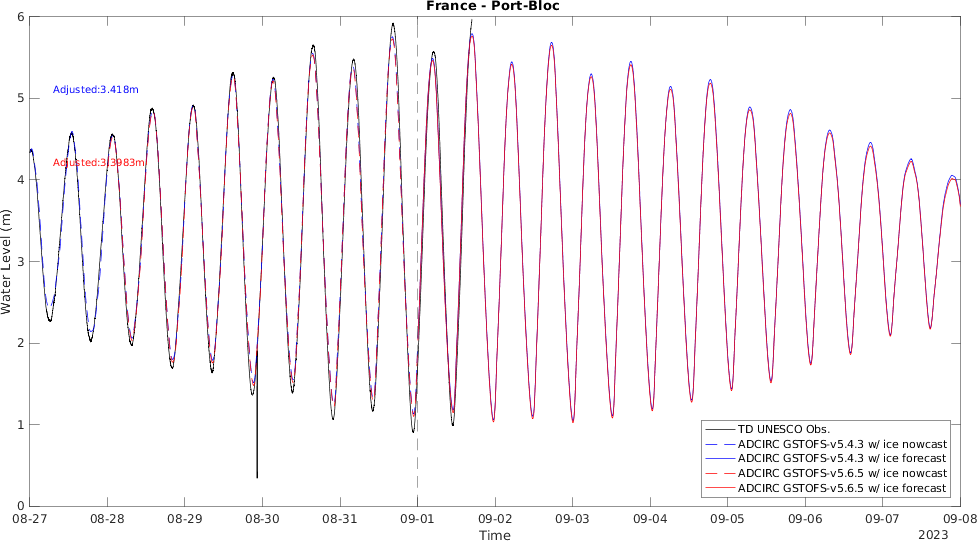 France - Port-Bloc
6
5
4
3
2
1
0
Water Level (m)
Adjusted:3.418m
Adjusted:3.3983m
TD UNESCO Obs.
ADCIRC GSTOFS-v5.4.3 w/ ice nowcast
ADCIRC GSTOFS-v5.4.3 w/ ice forecast
ADCIRC GSTOFS-v5.6.5 w/ ice nowcast
ADCIRC GSTOFS-v5.6.5 w/ ice forecast
08-27 08-28 08-29 08-30 08-31 09-01 09-02 09-03 09-04 09-05 09-06 09-07 09-08
Time
2023